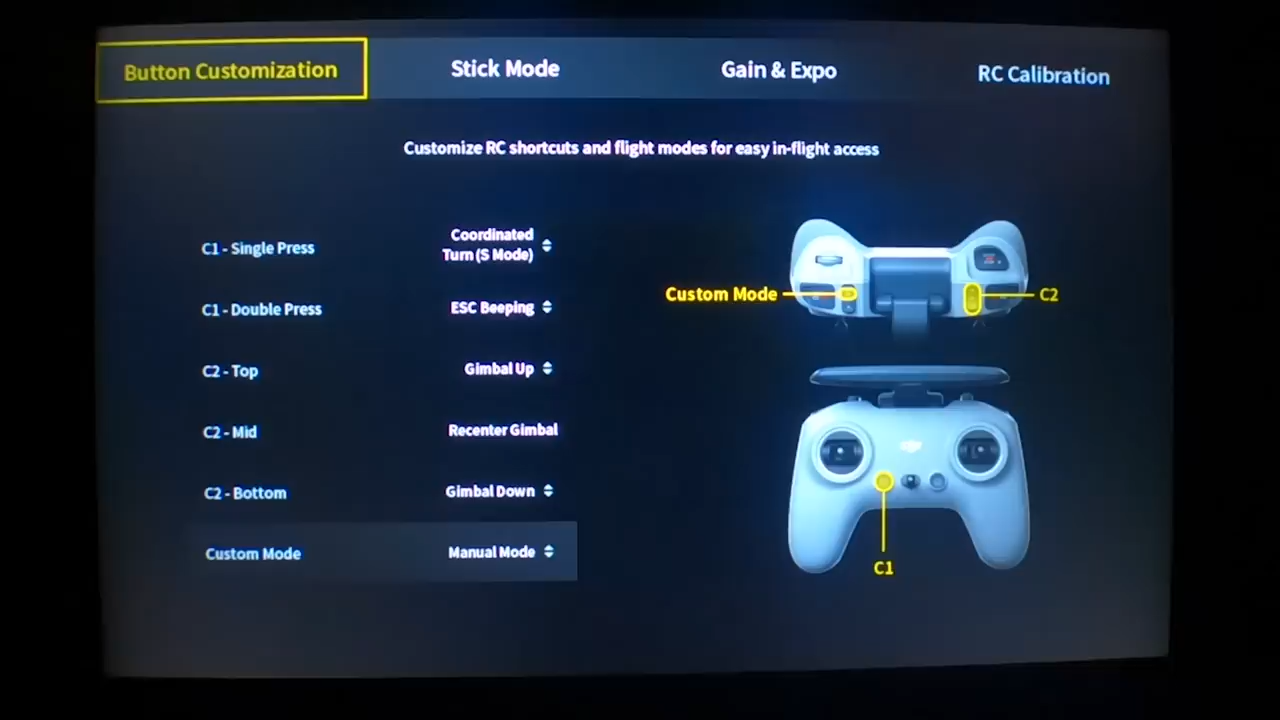 Button Customization
Stick Mode
Gain & Expo
RC Calibration
Customize RC shortcuts and flight modes for easy in-flight access
C1 - Single Press
Coordinated
Turn (S Mode)
C1 - Double Press
ESC Beeping
C2 - Top
Gimbal Up
C2 - Mid
Recenter Gimbal
C2 - Bottom
Gimbal Down
Custom Mode
Manual Mode
Custom Mode
C2
C1